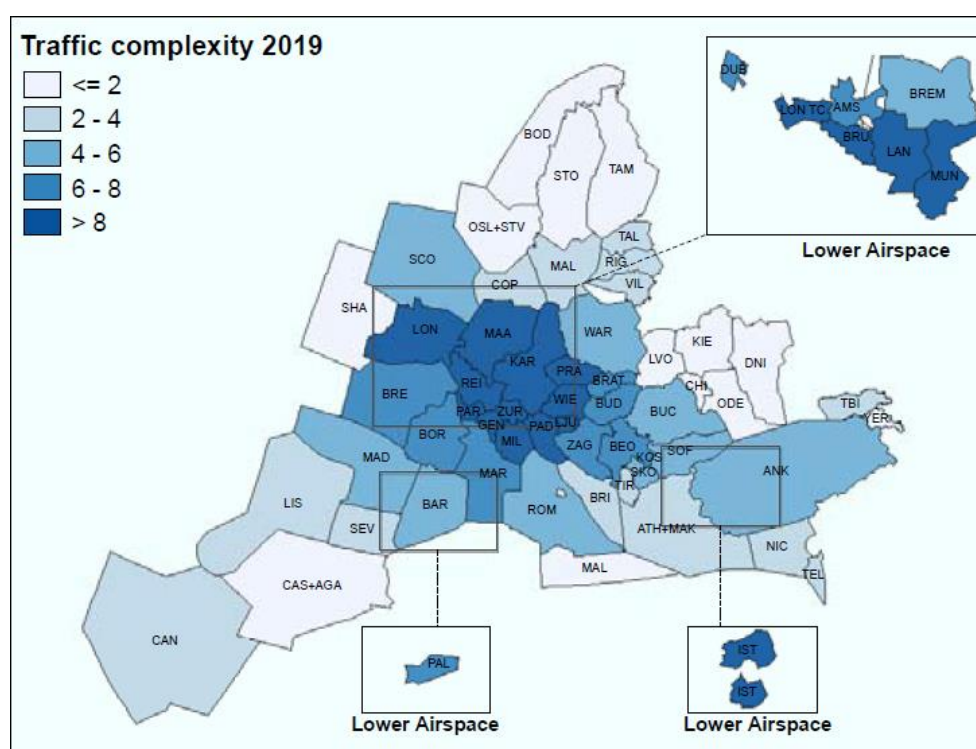 Traffic complexity 2019
<= 2
2 - 4
4 - 6
6 - 8
> 8
DUB
BREM
LON TC
AMS
BRU
LAN
MUN
Lower Airspace
BOD
STO
TAM
OSL+STV
TAL
SCO
MAL
RIG
COP
VIL
SHA
LON
MAA
WAR
KIE
LVO
DNI
KAR
PRA
REI
BRAT
CHI
BRE
WIE
BUD
ODE
TBI
PAR
ZUR
BUC
YER
GEN
PAD
LJU
BOR
MIL
ZAG
BEO
SOF
MAD
KOS
MAR
SKO
ANK
TIR
LIS
BAR
ROM
BRI
SEV
ATH+MAK
NIC
MAL
TEL
CAS+AGA
CAN
PAL
Lower Airspace
IST
IST
Lower Airspace